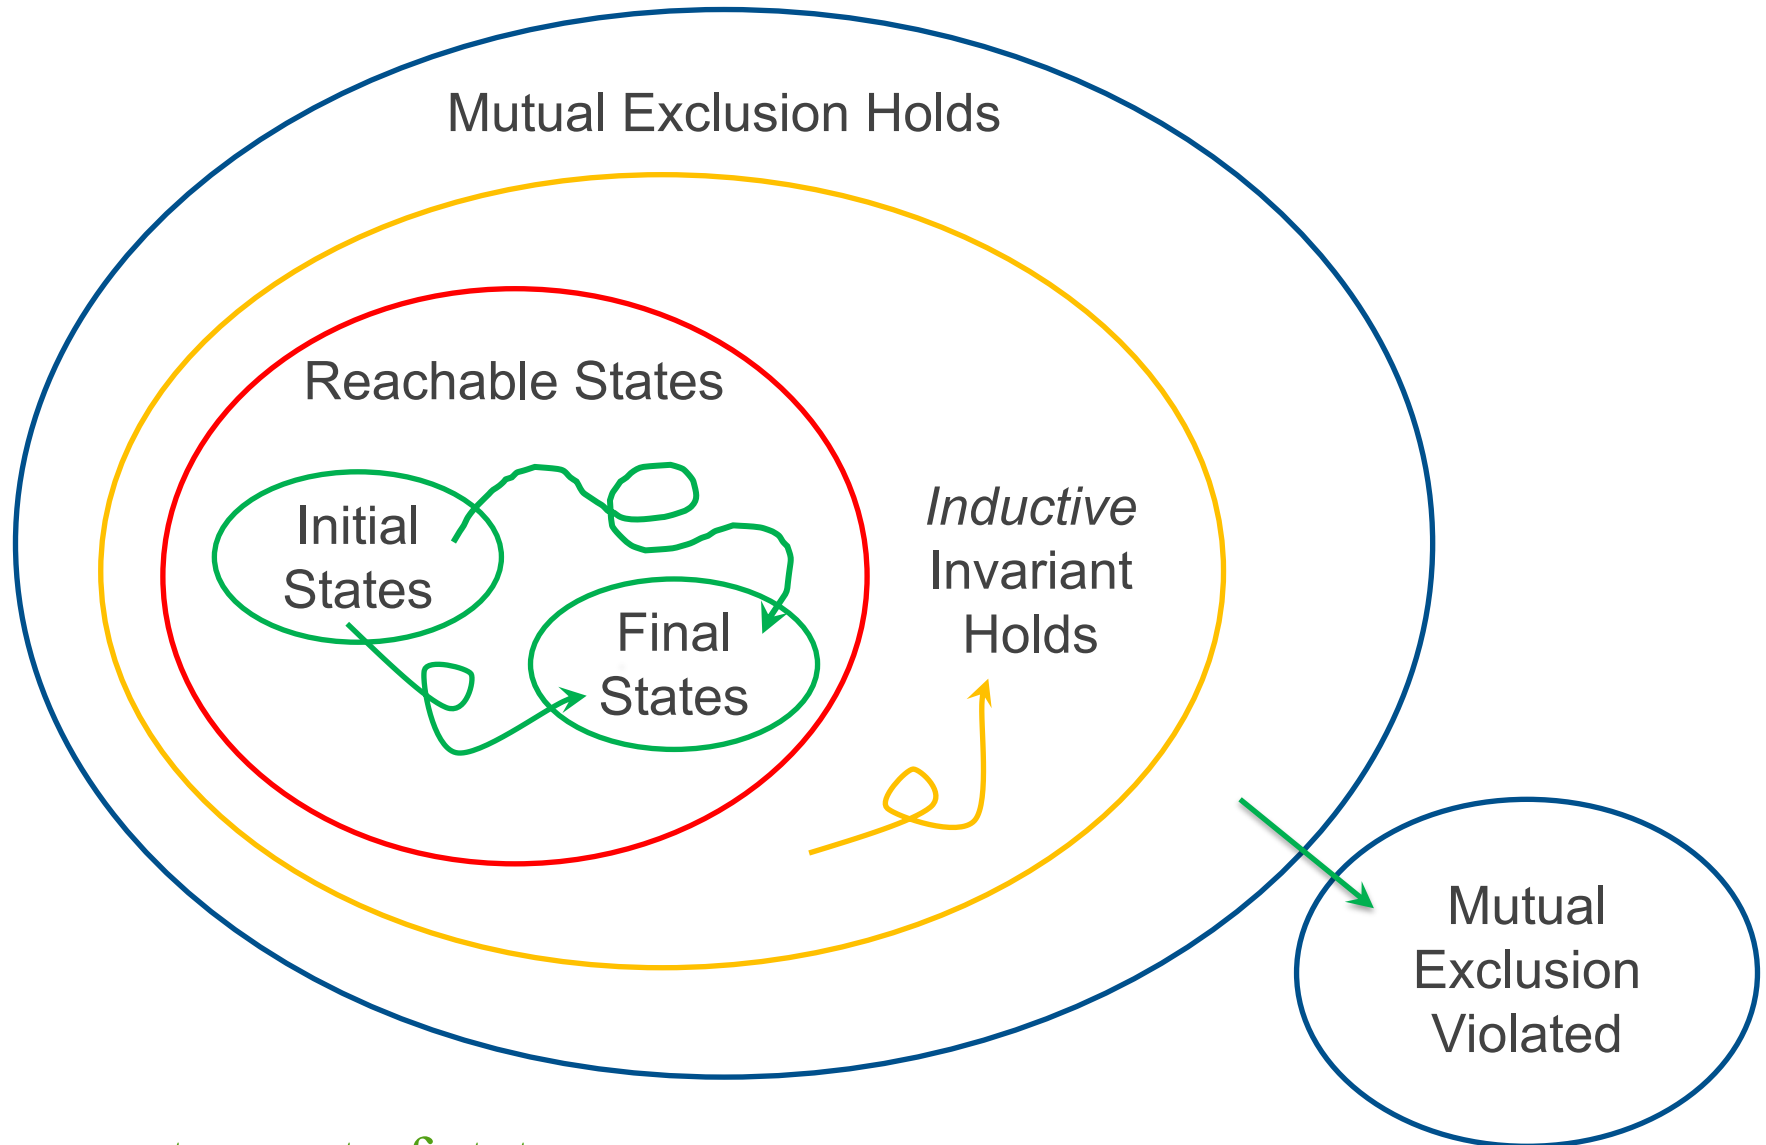 Mutual Exclusion Holds
Reachable States
Initial
States
Final
States
Inductive
Invariant
Holds
Mutual
Exclusion
Violated